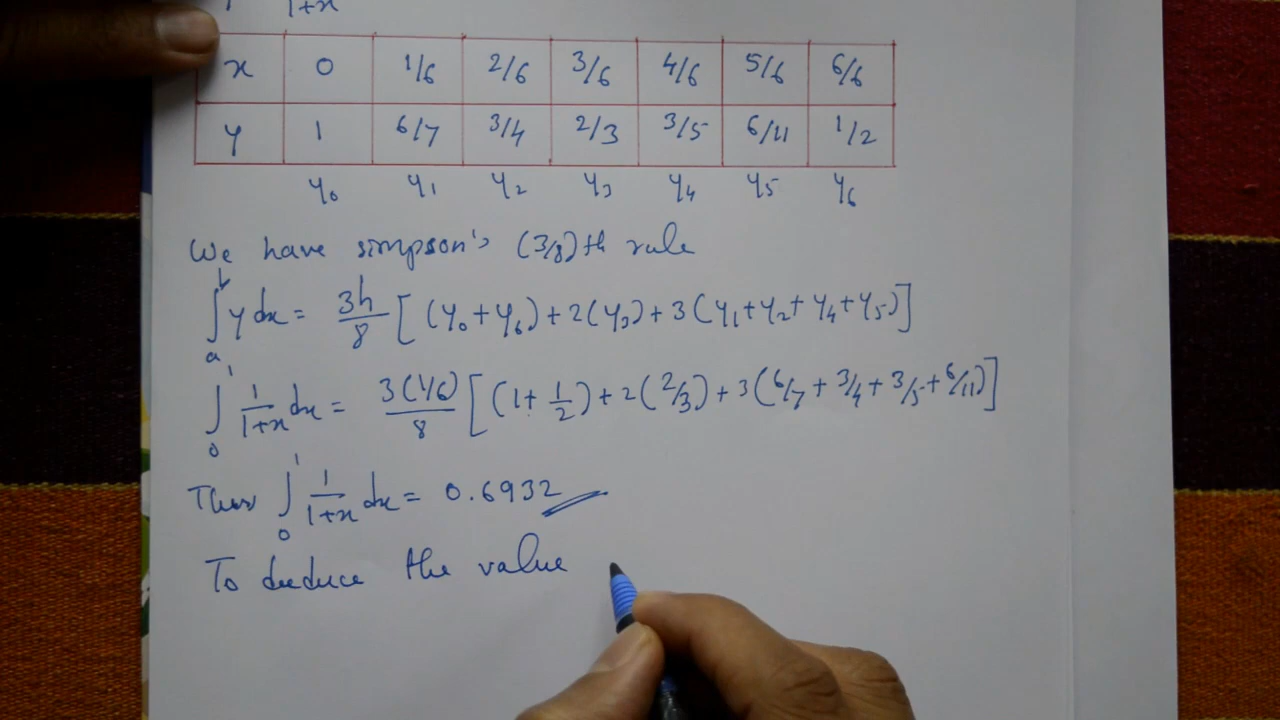 1+x
x 0 1/6 2/6 3/6 4/6 5/6 6/6
y 1 6/7 3/4 2/3 3/5 6/11 1/2
y₀ y₁ y₂ y₃ y₄ y₅ y₆
We have simpson's (3/8)th rule
∫ₐᵇ y dx = 3h/8 [(y₀+y₆)+2(y₃)+3(y₁+y₂+y₄+y₅)]
∫₀¹ 1/(1+x) dx = 3(1/6)/8 [(1+1/2)+2(2/3)+3(6/7+3/4+3/5+6/11)]
Thus ∫₀¹ 1/(1+x) dx = 0.6932
To deduce the value